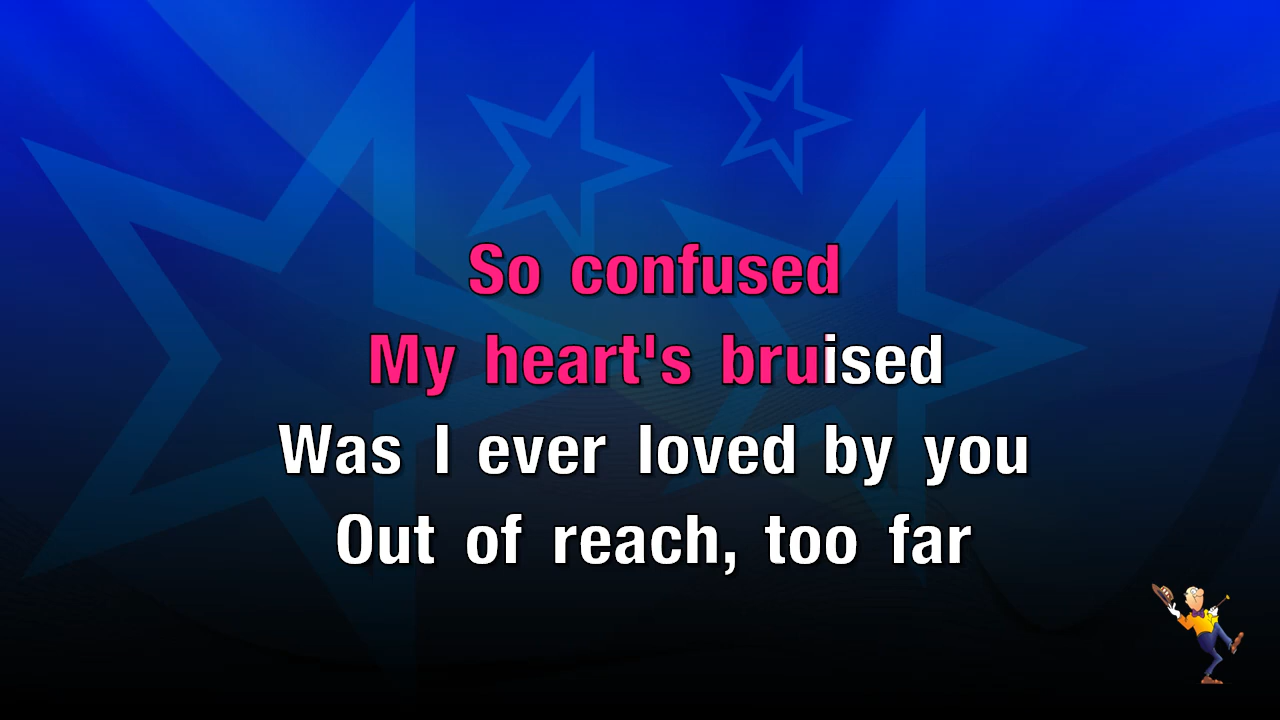 So confused
My heart's bruised
Was I ever loved by you
Out of reach, too far